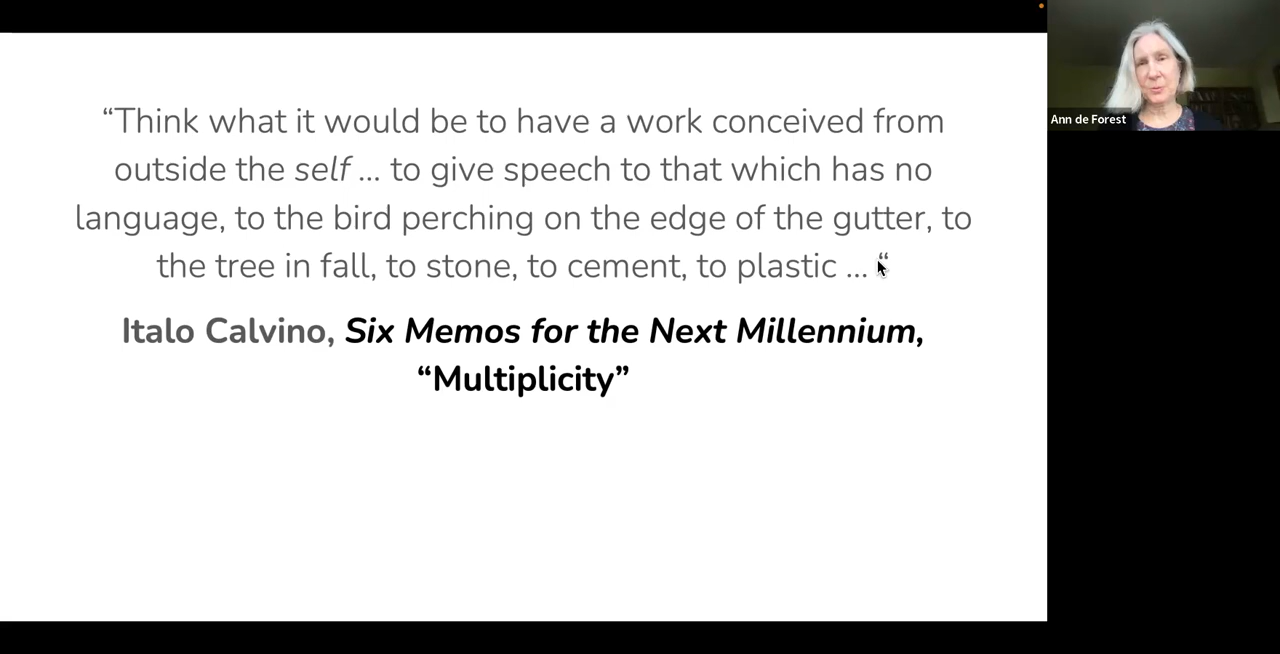 “Think what it would be to have a work conceived from
outside the self ... to give speech to that which has no
language, to the bird perching on the edge of the gutter, to
the tree in fall, to stone, to cement, to plastic ... “
Italo Calvino, Six Memos for the Next Millennium,
“Multiplicity”
Ann de Forest